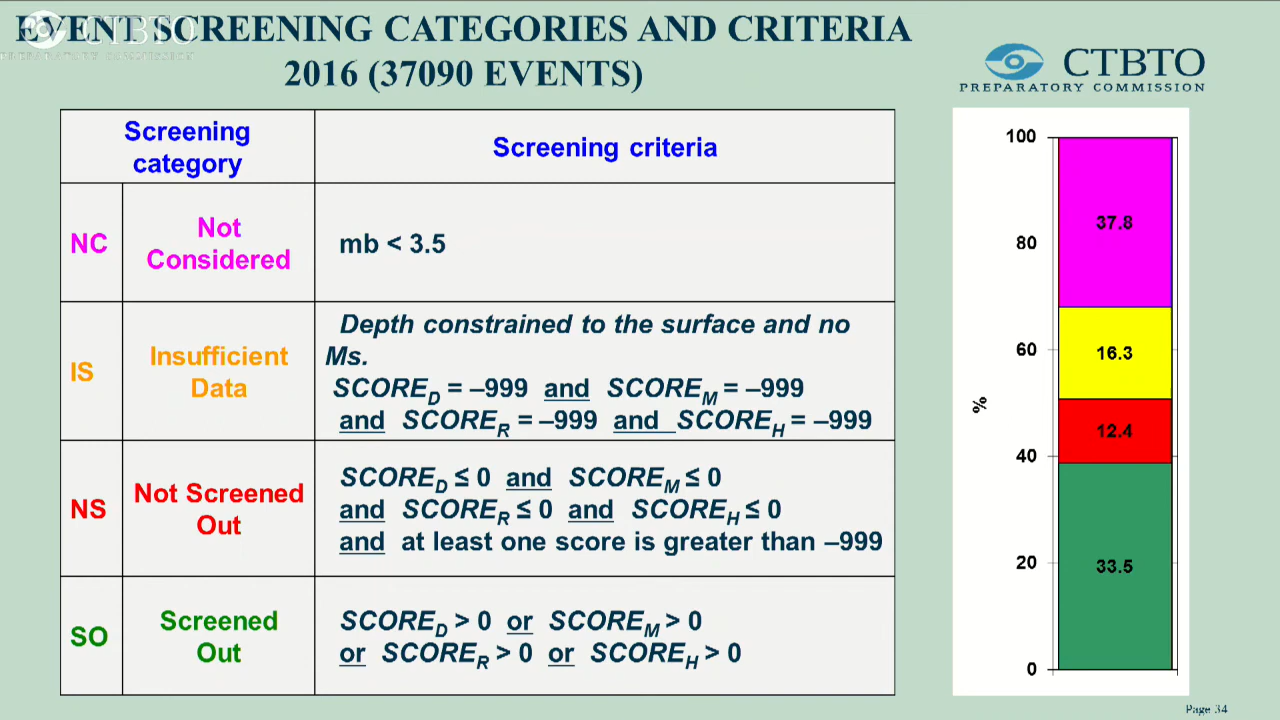 EVENT SCREENING CATEGORIES AND CRITERIA
2016 (37090 EVENTS)
CTBTO
PREPARATORY COMMISSION
CTBTO
PREPARATORY COMMISSION
Screening
category
Screening criteria
NC
Not
Considered
mb < 3.5
IS
Insufficient
Data
Depth constrained to the surface and no
Ms.
SCORED = –999 and SCOREM = –999
and SCORER = –999 and SCOREH = –999
NS
Not Screened
Out
SCORED ≤ 0 and SCOREM ≤ 0
and SCORER ≤ 0 and SCOREH ≤ 0
and at least one score is greater than –999
SO
Screened
Out
SCORED > 0 or SCOREM > 0
or SCORER > 0 or SCOREH > 0
100
80
60
40
20
0
%
37.8
16.3
12.4
33.5
Page 34